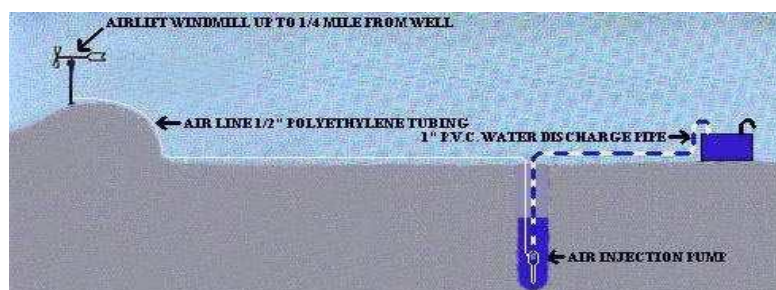 AIRLIFT WINDMILL UP TO 1/4 MILE FROM WELL
AIR LINE 1/2" POLYETHYLENE TUBING
1" P.V.C. WATER DISCHARGE PIPE
AIR INJECTION PUMP